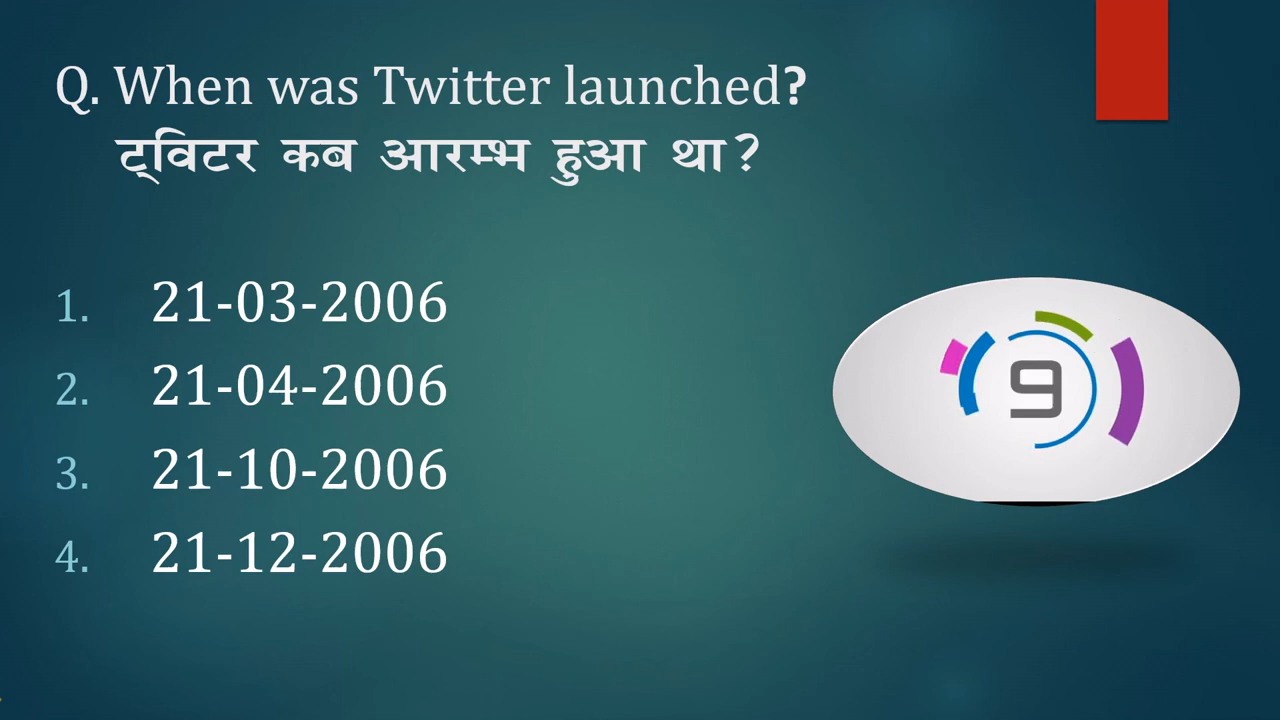 Q. When was Twitter launched?
ट्विटर कब आरम्भ हुआ था?
1. 21-03-2006
2. 21-04-2006
3. 21-10-2006
4. 21-12-2006
9